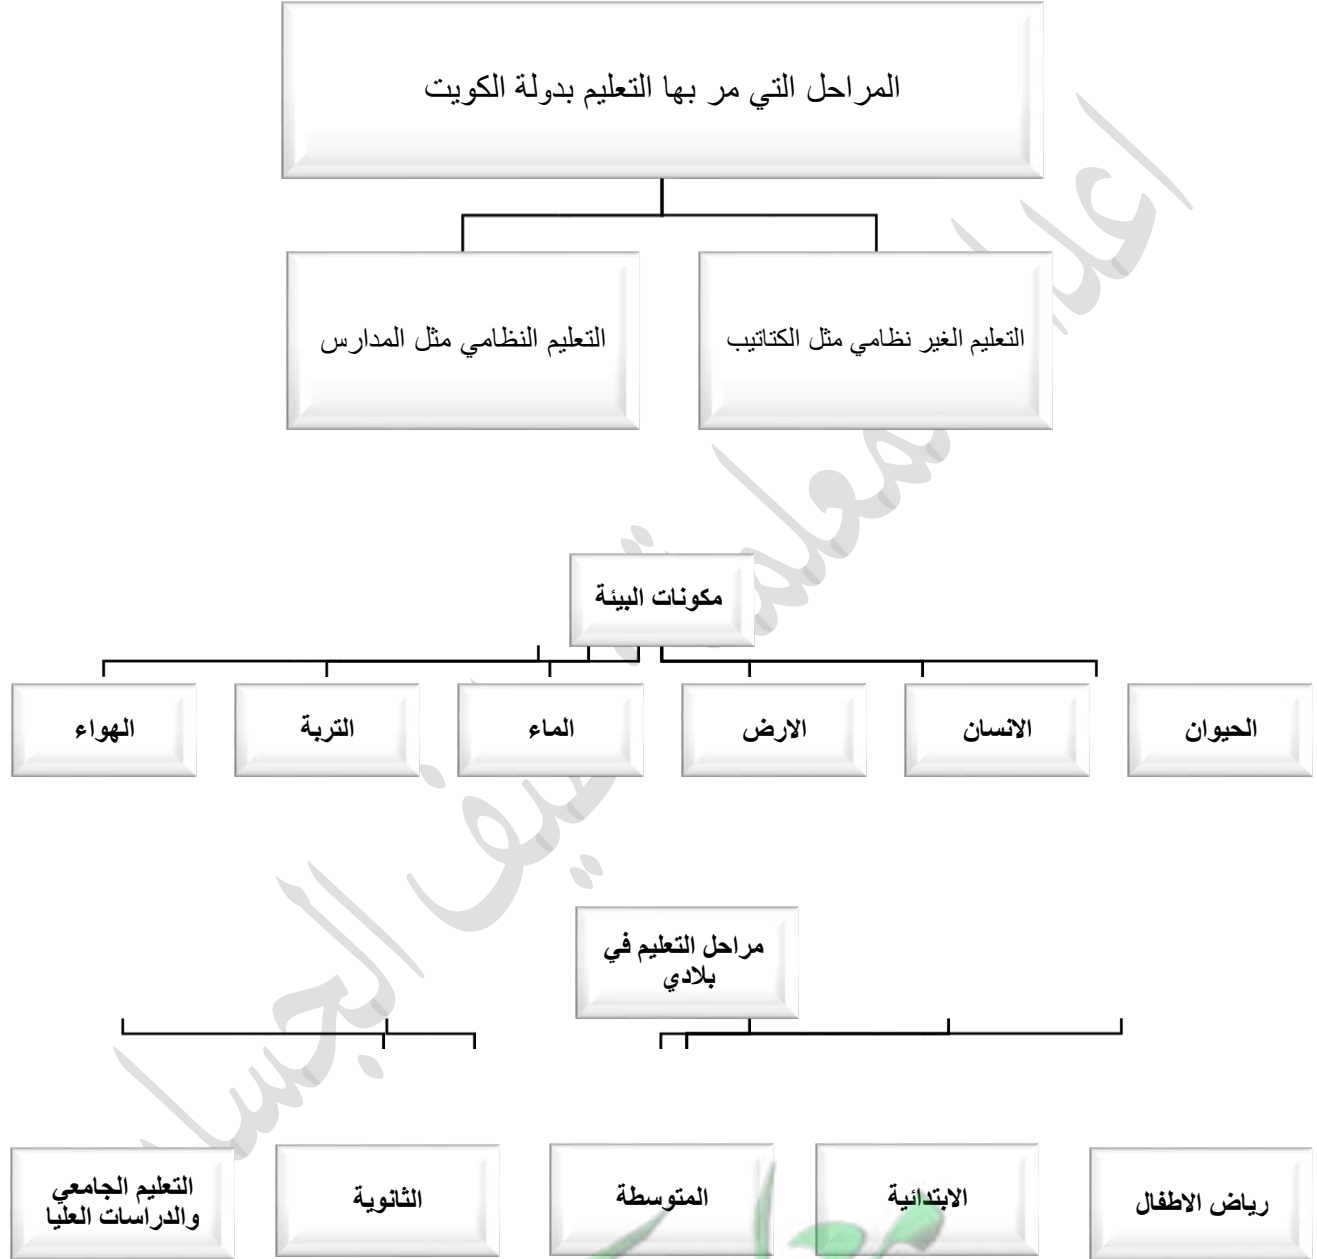 المراحل التي مر بها التعليم بدولة الكويت
التعليم الغير نظامي مثل الكتاتيب
التعليم النظامي مثل المدارس
مكونات البيئة
الحيوان
الانسان
الارض
الماء
التربة
الهواء
مراحل التعليم في
بلادي
رياض الاطفال
الابتدائية
المتوسطة
الثانوية
التعليم الجامعي
والدراسات العليا